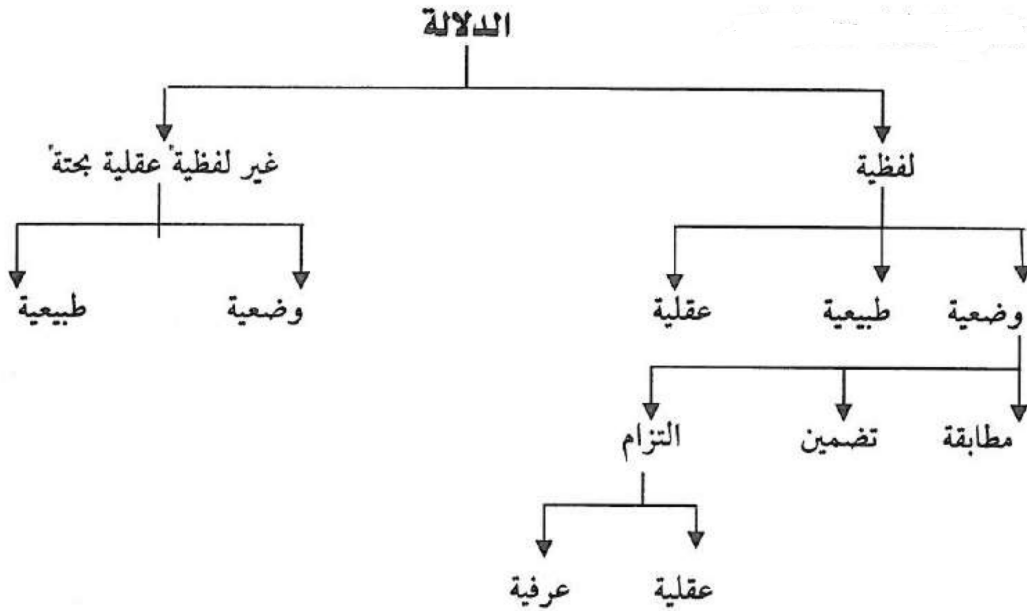 الدلالة
لفظية
غير لفظية' عقلية بحتة'
وضعية
طبيعية
عقلية
وضعية
طبيعية
مطابقة
تضمين
التزام
عقلية
عرفية